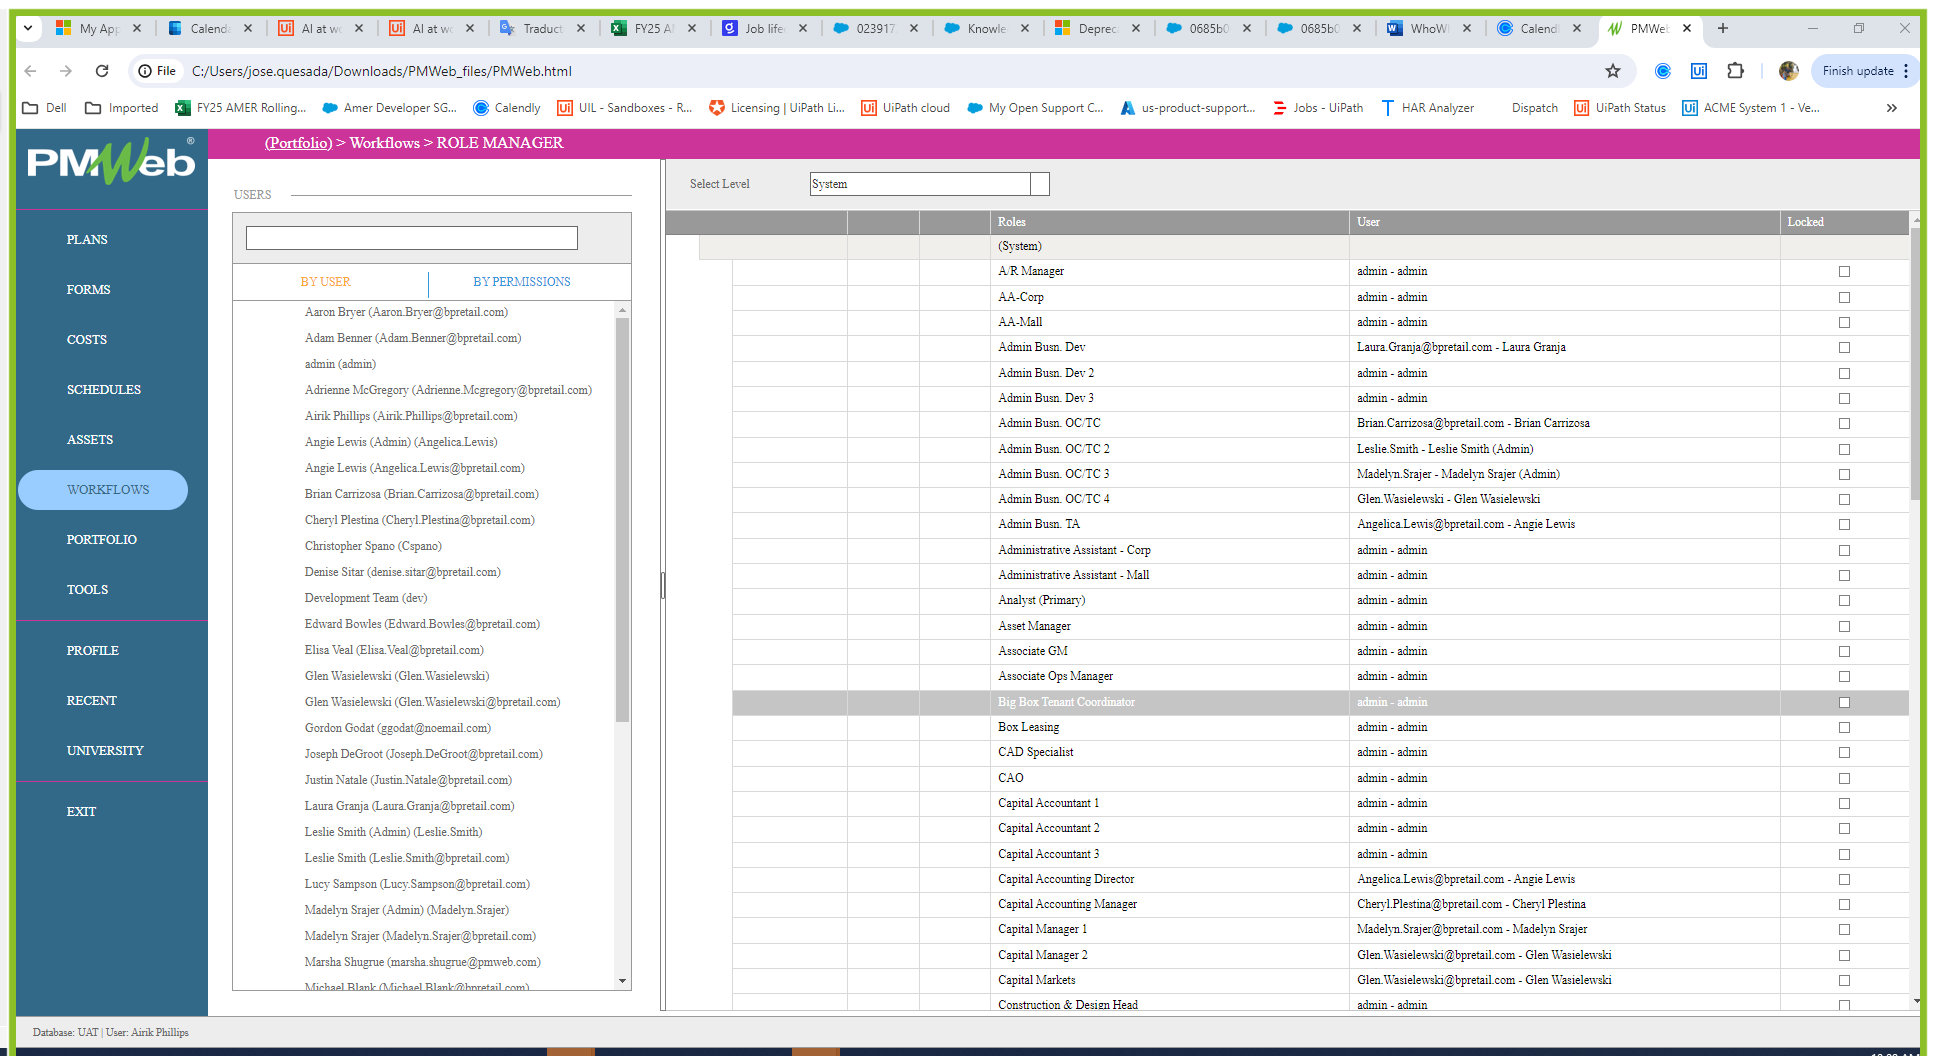 My App
Calenda
AI at wo
AI at wo
Traduct
FY25 A
Job life
023917
Knowle
Deprec
0685b0
0685b0
WhoWl
Calendl
PMWeb
File
C:/Users/jose.quesada/Downloads/PMWeb_files/PMWeb.html
Finish update
Dell
Imported
FY25 AMER Rolling...
Amer Developer SG...
Calendly
UIL - Sandboxes - R...
Licensing | UiPath Li...
UiPath cloud
My Open Support C...
us-product-support...
Jobs - UiPath
HAR Analyzer
Dispatch
UiPath Status
ACME System 1 - Ve...
PMWeb®
(Portfolio) > Workflows > ROLE MANAGER
PLANS
FORMS
COSTS
SCHEDULES
ASSETS
WORKFLOWS
PORTFOLIO
TOOLS
PROFILE
RECENT
UNIVERSITY
EXIT
USERS
BY USER
BY PERMISSIONS
Aaron Bryer (Aaron.Bryer@bpretail.com)
Adam Benner (Adam.Benner@bpretail.com)
admin (admin)
Adrienne McGregory (Adrienne.Mcgregory@bpretail.com)
Airik Phillips (Airik.Phillips@bpretail.com)
Angie Lewis (Admin) (Angelica.Lewis)
Angie Lewis (Angelica.Lewis@bpretail.com)
Brian Carrizosa (Brian.Carrizosa@bpretail.com)
Cheryl Plestina (Cheryl.Plestina@bpretail.com)
Christopher Spano (Cspano)
Denise Sitar (denise.sitar@bpretail.com)
Development Team (dev)
Edward Bowles (Edward.Bowles@bpretail.com)
Elisa Veal (Elisa.Veal@bpretail.com)
Glen Wasielewski (Glen.Wasielewski)
Glen Wasielewski (Glen.Wasielewski@bpretail.com)
Gordon Godat (ggodat@noemail.com)
Joseph DeGroot (Joseph.DeGroot@bpretail.com)
Justin Natale (Justin.Natale@bpretail.com)
Laura Granja (Laura.Granja@bpretail.com)
Leslie Smith (Admin) (Leslie.Smith)
Leslie Smith (Leslie.Smith@bpretail.com)
Lucy Sampson (Lucy.Sampson@bpretail.com)
Madelyn Srajer (Admin) (Madelyn.Srajer)
Madelyn Srajer (Madelyn.Srajer@bpretail.com)
Marsha Shugrue (marsha.shugrue@pmweb.com)
Michael Blank (Michael.Blank@bpretail.com)
Select Level System
Roles User Locked
(System)
A/R Manager admin - admin
AA-Corp admin - admin
AA-Mall admin - admin
Admin Busn. Dev Laura.Granja@bpretail.com - Laura Granja
Admin Busn. Dev 2 admin - admin
Admin Busn. Dev 3 admin - admin
Admin Busn. OC/TC Brian.Carrizosa@bpretail.com - Brian Carrizosa
Admin Busn. OC/TC 2 Leslie.Smith - Leslie Smith (Admin)
Admin Busn. OC/TC 3 Madelyn.Srajer - Madelyn Srajer (Admin)
Admin Busn. OC/TC 4 Glen.Wasielewski - Glen Wasielewski
Admin Busn. TA Angelica.Lewis@bpretail.com - Angie Lewis
Administrative Assistant - Corp admin - admin
Administrative Assistant - Mall admin - admin
Analyst (Primary) admin - admin
Asset Manager admin - admin
Associate GM admin - admin
Associate Ops Manager admin - admin
Big Box Tenant Coordinator admin - admin
Box Leasing admin - admin
CAD Specialist admin - admin
CAO admin - admin
Capital Accountant 1 admin - admin
Capital Accountant 2 admin - admin
Capital Accountant 3 admin - admin
Capital Accounting Director Angelica.Lewis@bpretail.com - Angie Lewis
Capital Accounting Manager Cheryl.Plestina@bpretail.com - Cheryl Plestina
Capital Manager 1 Madelyn.Srajer@bpretail.com - Madelyn Srajer
Capital Manager 2 Glen.Wasielewski@bpretail.com - Glen Wasielewski
Capital Markets Glen.Wasielewski@bpretail.com - Glen Wasielewski
Construction & Design Head admin - admin
Database: UAT | User: Airik Phillips